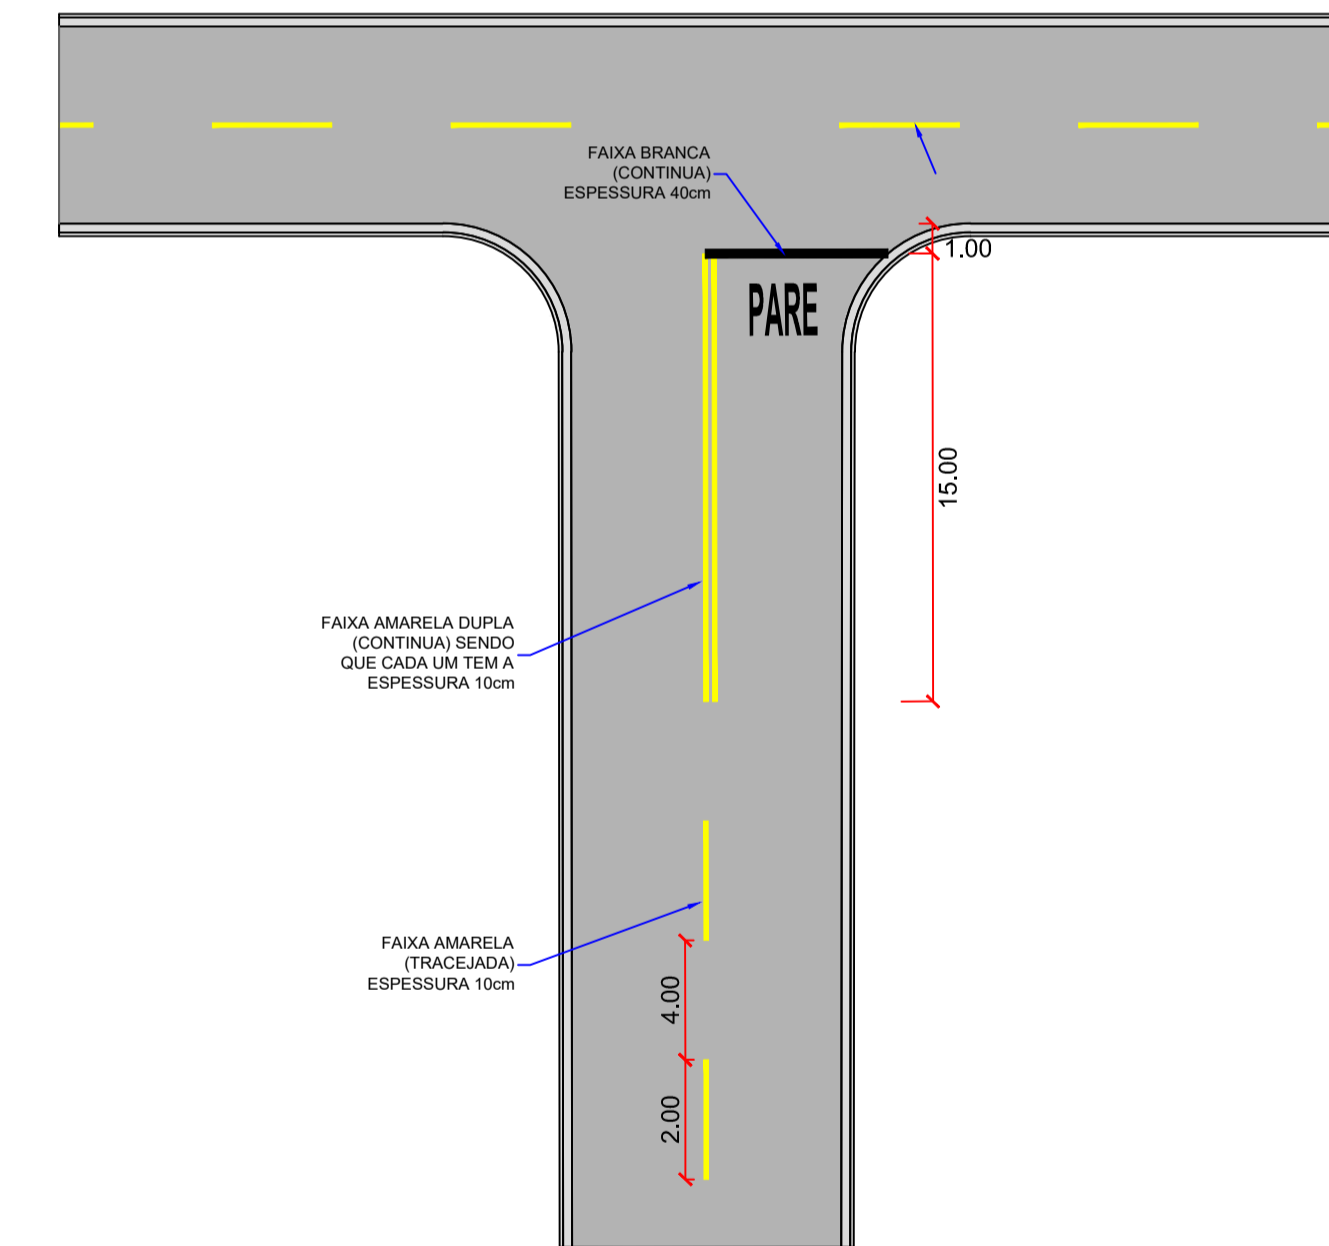 FAIXA BRANCA
(CONTINUA)
ESPESSURA 40cm
1.00
PARE
15.00
FAIXA AMARELA DUPLA
(CONTINUA) SENDO
QUE CADA UM TEM A
ESPESSURA 10cm
FAIXA AMARELA
(TRACEJADA)
ESPESSURA 10cm
4.00
2.00